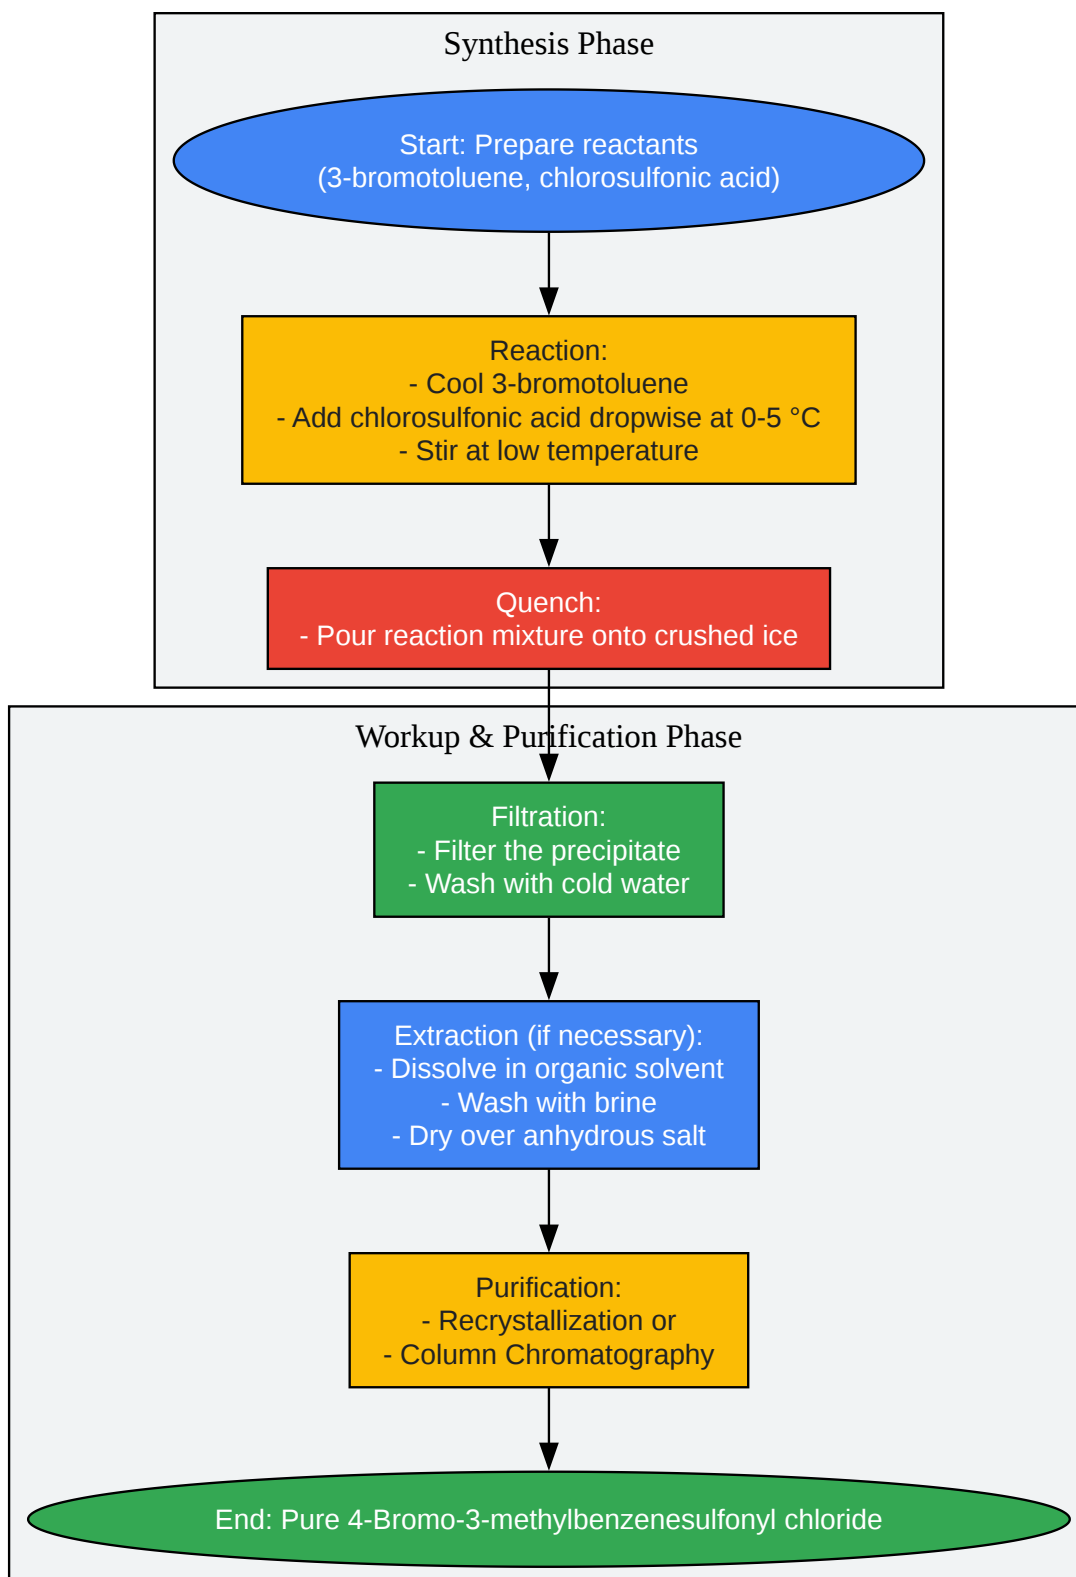 Synthesis Phase
Start: Prepare reactants
(3-bromotoluene, chlorosulfonic acid)
Reaction:
- Cool 3-bromotoluene
- Add chlorosulfonic acid dropwise at 0-5 °C
- Stir at low temperature
Quench:
- Pour reaction mixture onto crushed ice
Workup & Purification Phase
Filtration:
- Filter the precipitate
- Wash with cold water
Extraction (if necessary):
- Dissolve in organic solvent
- Wash with brine
- Dry over anhydrous salt
Purification:
- Recrystallization or
- Column Chromatography
End: Pure 4-Bromo-3-methylbenzenesulfonyl chloride